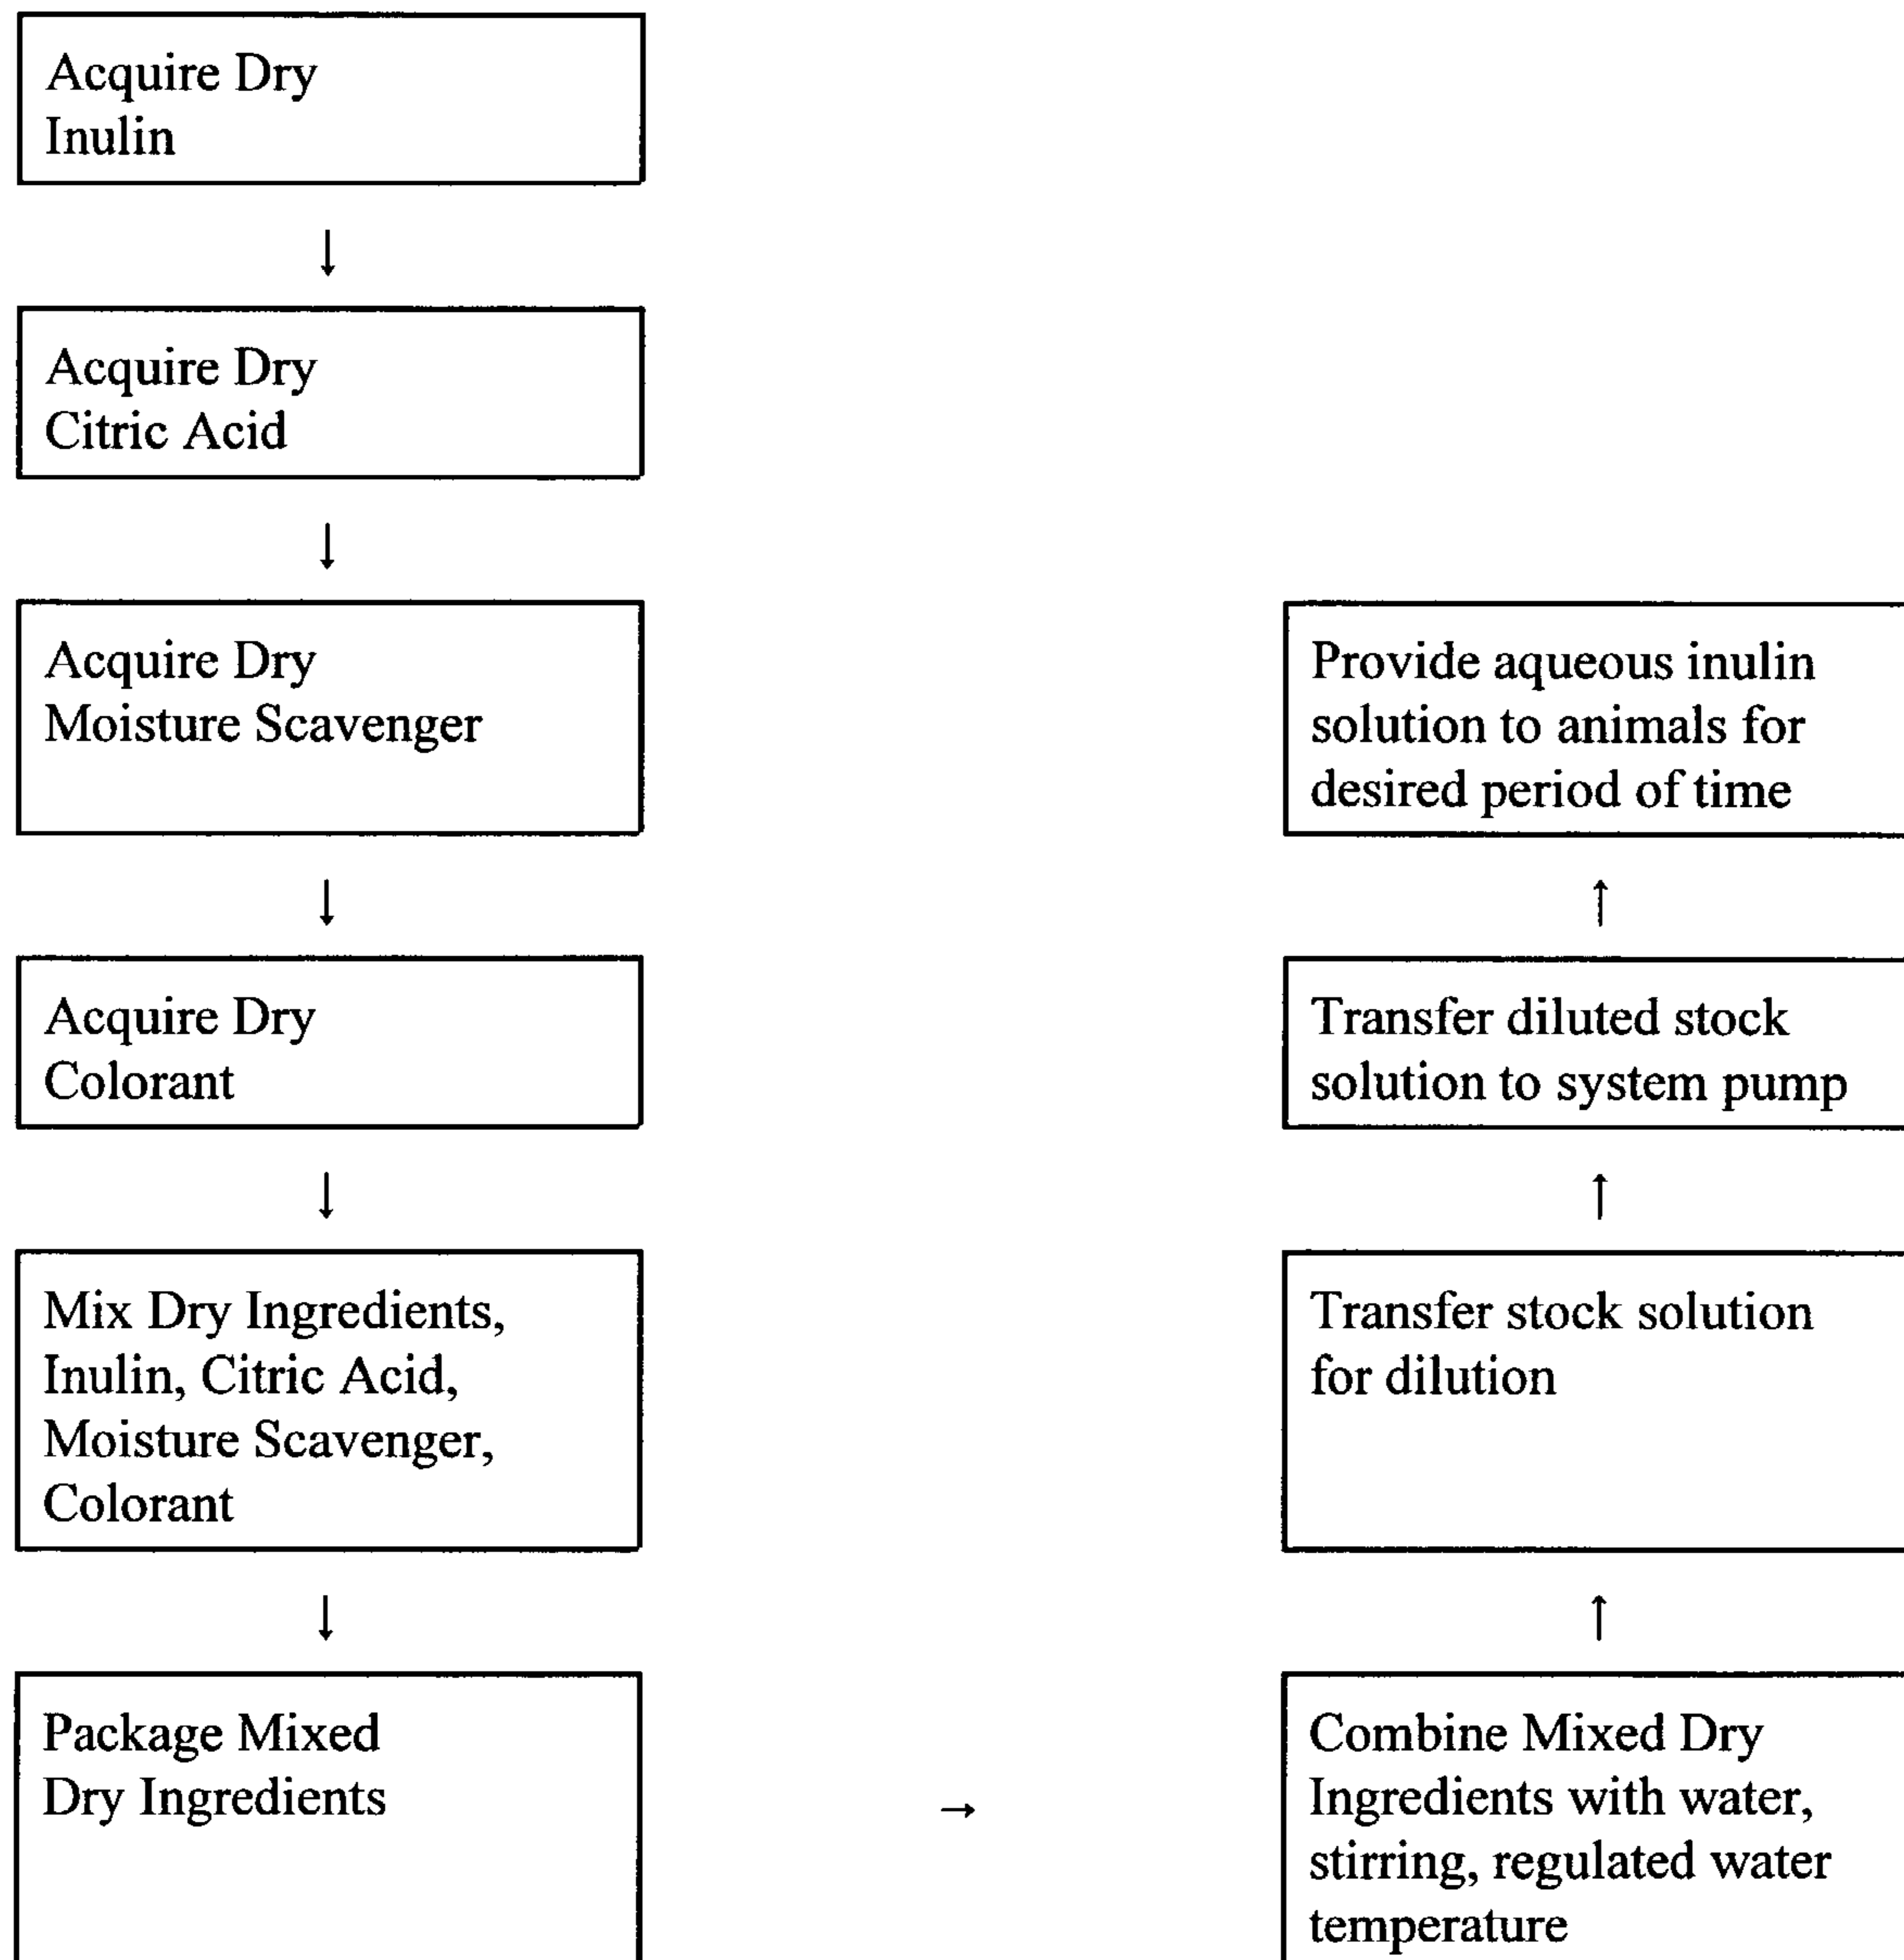 Acquire Dry
Inulin
↓
Acquire Dry
Citric Acid
↓
Acquire Dry
Moisture Scavenger
↓
Acquire Dry
Colorant
↓
Mix Dry Ingredients,
Inulin, Citric Acid,
Moisture Scavenger,
Colorant
↓
Package Mixed
Dry Ingredients
→
Combine Mixed Dry
Ingredients with water,
stirring, regulated water
temperature
↑
Transfer stock solution
for dilution
↑
Transfer diluted stock
solution to system pump
↑
Provide aqueous inulin
solution to animals for
desired period of time